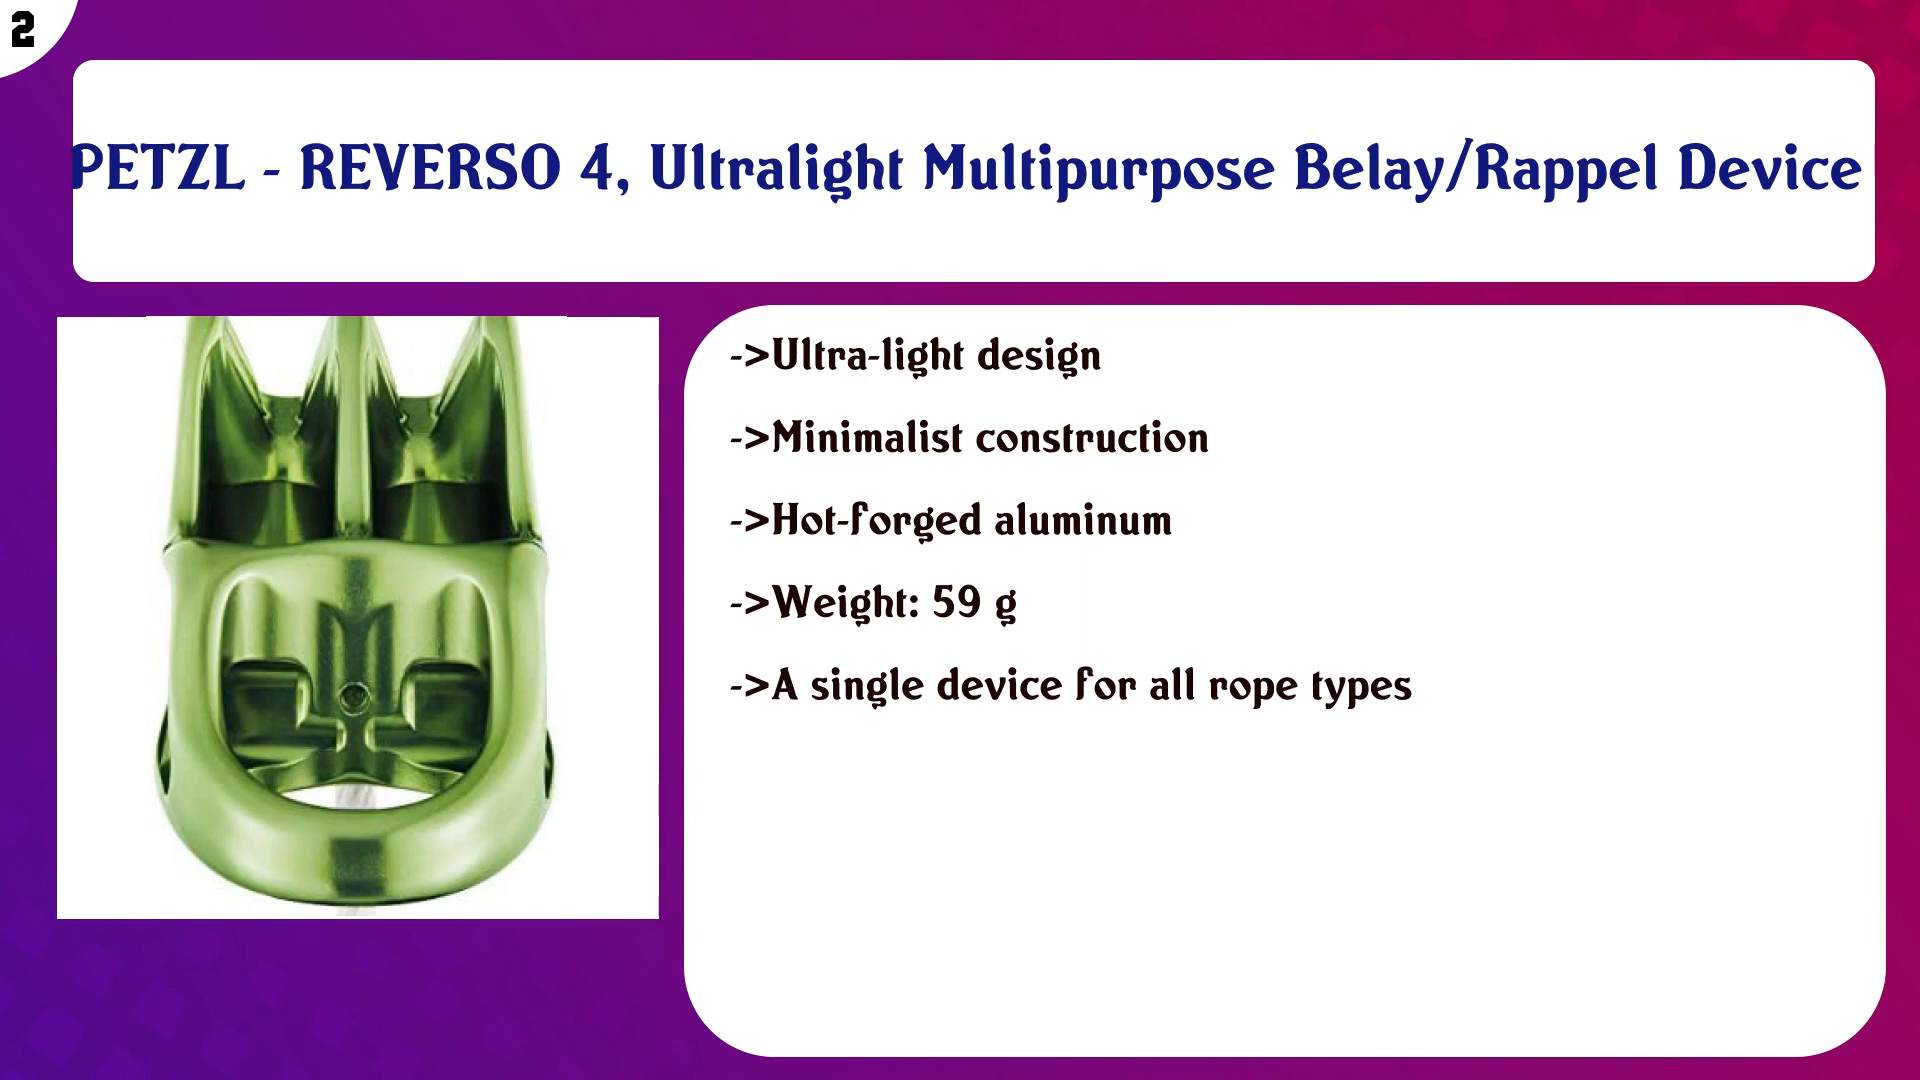 2
PETZL - REVERSO 4, Ultralight Multipurpose Belay/Rappel Device
->Ultra-light design
->Minimalist construction
->Hot-forged aluminum
->Weight: 59 g
->A single device for all rope types